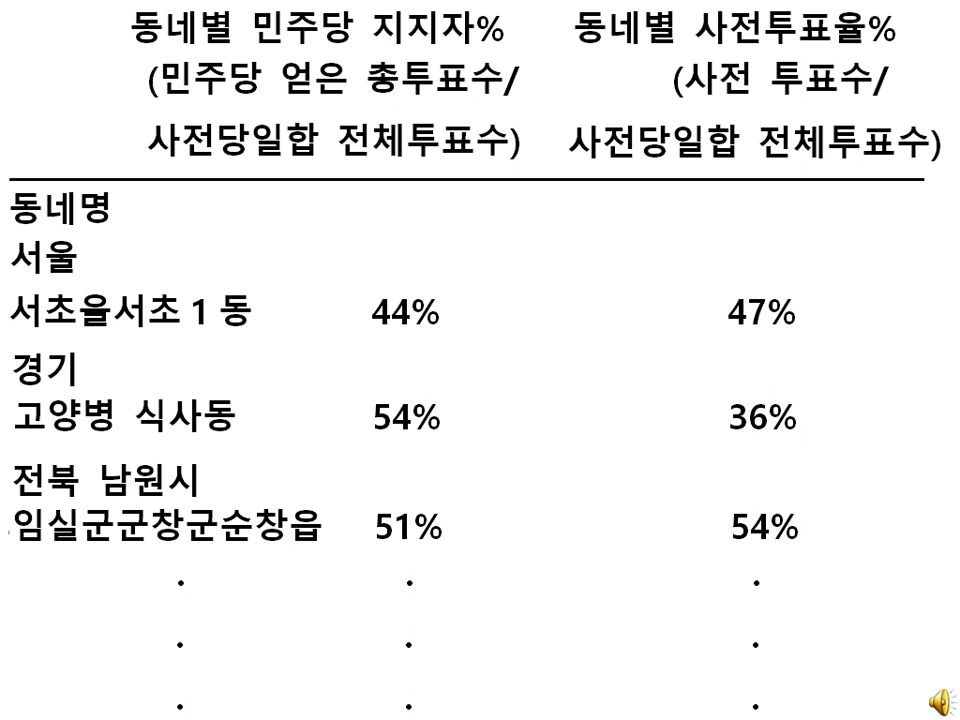 동네별 민주당 지지자% 동네별 사전투표율%
(민주당 얻은 총투표수/ (사전 투표수/
사전당일합 전체투표수) 사전당일합 전체투표수)
동네명
서울
서초을서초1동 44% 47%
경기
고양병 식사동 54% 36%
전북 남원시
임실군군창군순창읍 51% 54%
. . .
. . .
. . .